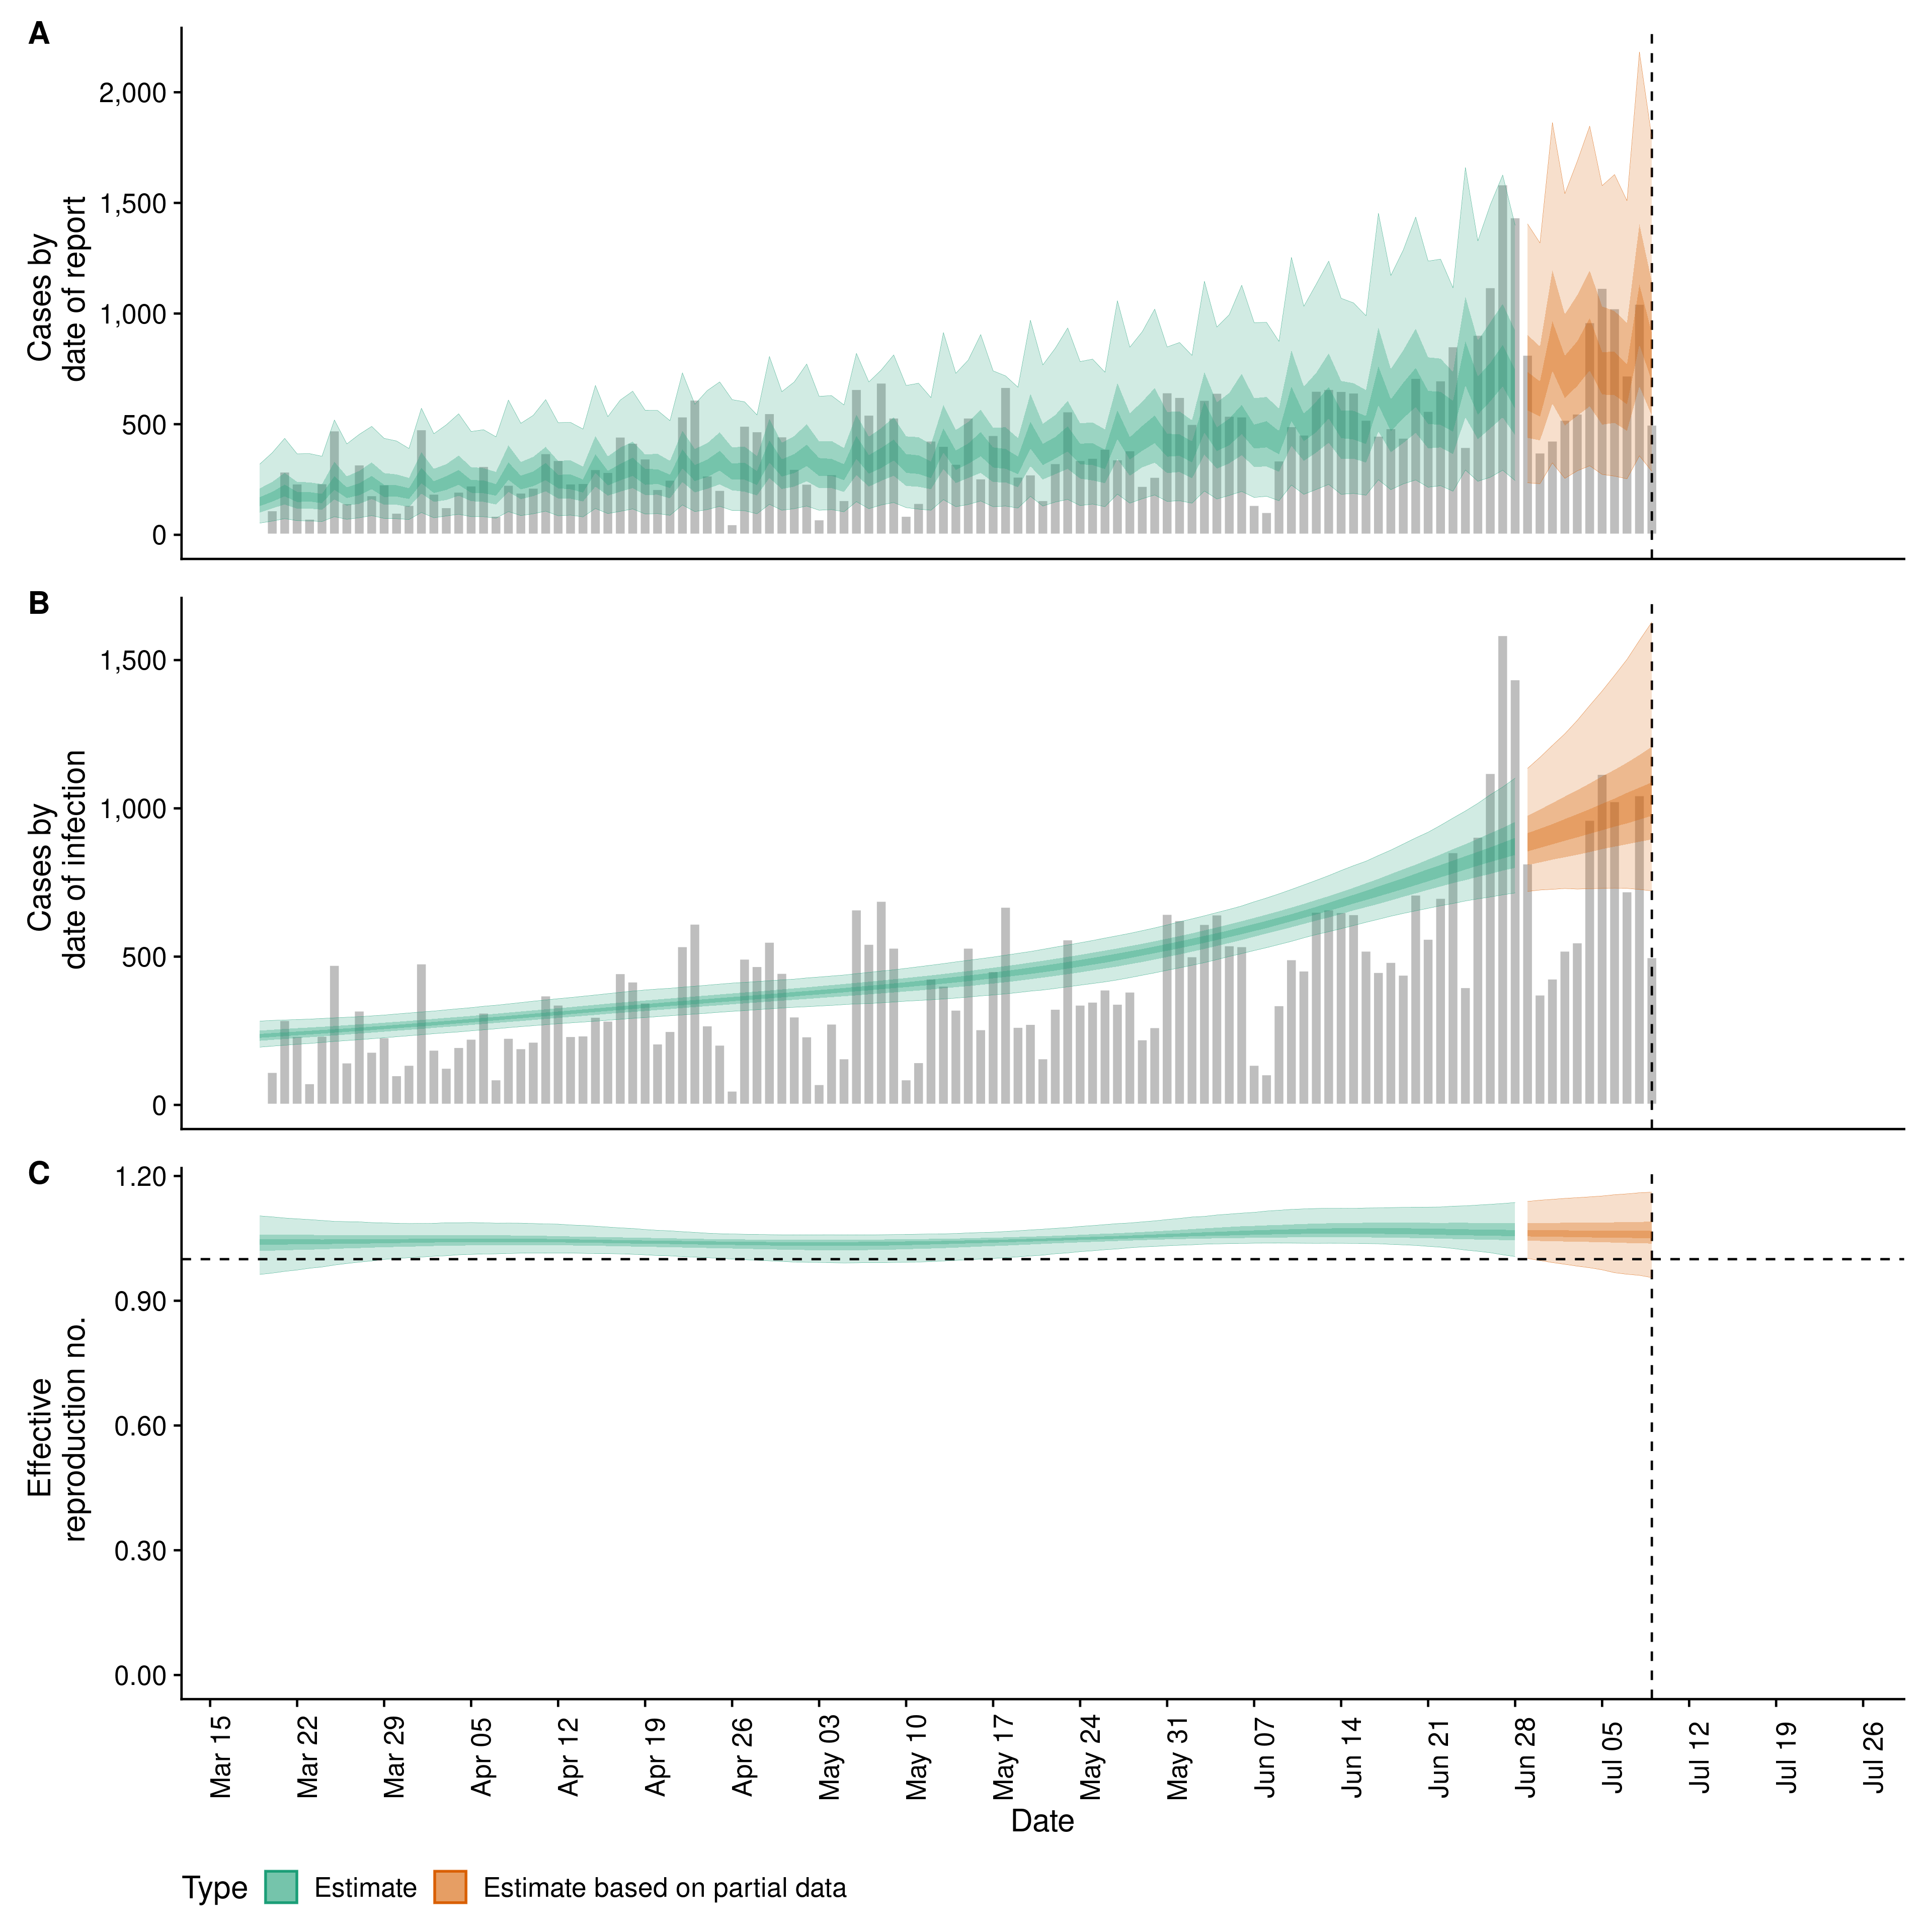 A
Cases by
date of report
2,000
1,500
1,000
500
0
B
Cases by
date of infection
1,500
1,000
500
0
C
Effective
reproduction no.
1.20
0.90
0.60
0.30
0.00
Mar 15
Mar 22
Mar 29
Apr 05
Apr 12
Apr 19
Apr 26
May 03
May 10
May 17
May 24
May 31
Jun 07
Jun 14
Jun 21
Jun 28
Jul 05
Jul 12
Jul 19
Jul 26
Date
Type Estimate Estimate based on partial data